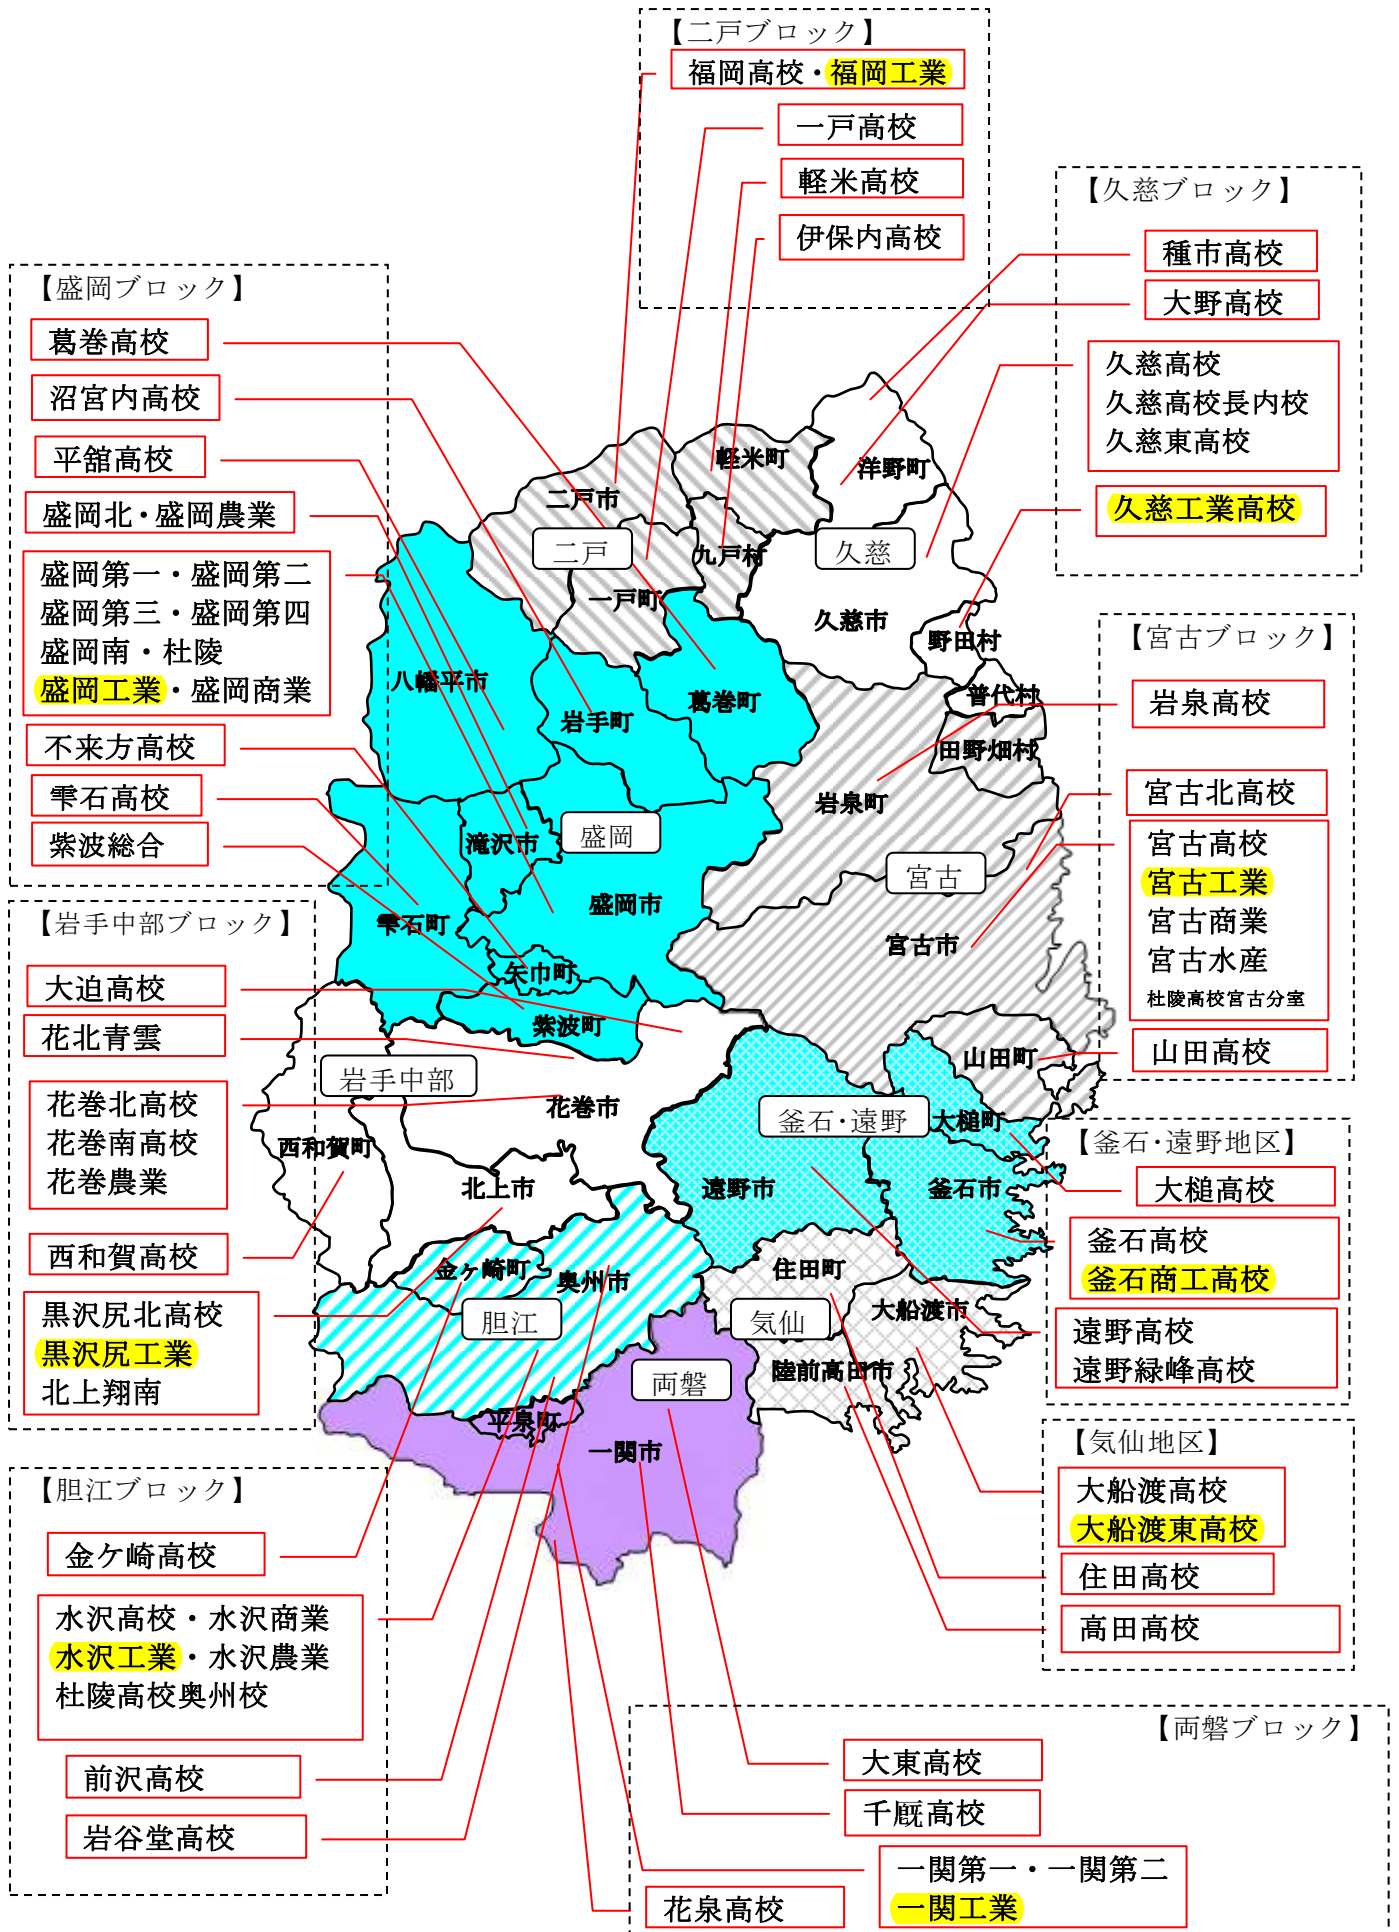 【二戸ブロック】
福岡高校・福岡工業
一戸高校
軽米高校
伊保内高校
【久慈ブロック】
種市高校
大野高校
久慈高校
久慈高校長内校
久慈東高校
久慈工業高校
【盛岡ブロック】
葛巻高校
沼宮内高校
平舘高校
盛岡北・盛岡農業
盛岡第一・盛岡第二
盛岡第三・盛岡第四
盛岡南・杜陵
盛岡工業・盛岡商業
不来方高校
雫石高校
紫波総合
【宮古ブロック】
岩泉高校
宮古北高校
宮古高校
宮古工業
宮古商業
宮古水産
杜陵高校宮古分室
山田高校
【岩手中部ブロック】
大迫高校
花北青雲
花巻北高校
花巻南高校
花巻農業
西和賀高校
黒沢尻北高校
黒沢尻工業
北上翔南
【釜石・遠野地区】
大槌高校
釜石高校
釜石商工高校
遠野高校
遠野緑峰高校
【気仙地区】
大船渡高校
大船渡東高校
住田高校
高田高校
【胆江ブロック】
金ケ崎高校
水沢高校・水沢商業
水沢工業・水沢農業
杜陵高校奥州校
前沢高校
岩谷堂高校
【両磐ブロック】
大東高校
千厩高校
一関第一・一関第二
一関工業
花泉高校
軽米町
洋野町
二戸市
二戸
九戸村
久慈
一戸町
久慈市
野田村
八幡平市
岩手町
葛巻町
普代村
田野畑村
岩泉町
滝沢市
盛岡
宮古
盛岡市
雫石町
宮古市
矢巾町
紫波町
山田町
岩手中部
花巻市
釜石・遠野
大槌町
西和賀町
北上市
遠野市
釜石市
金ヶ崎町
奥州市
住田町
大船渡市
胆江
気仙
両磐
陸前高田市
平泉町
一関市